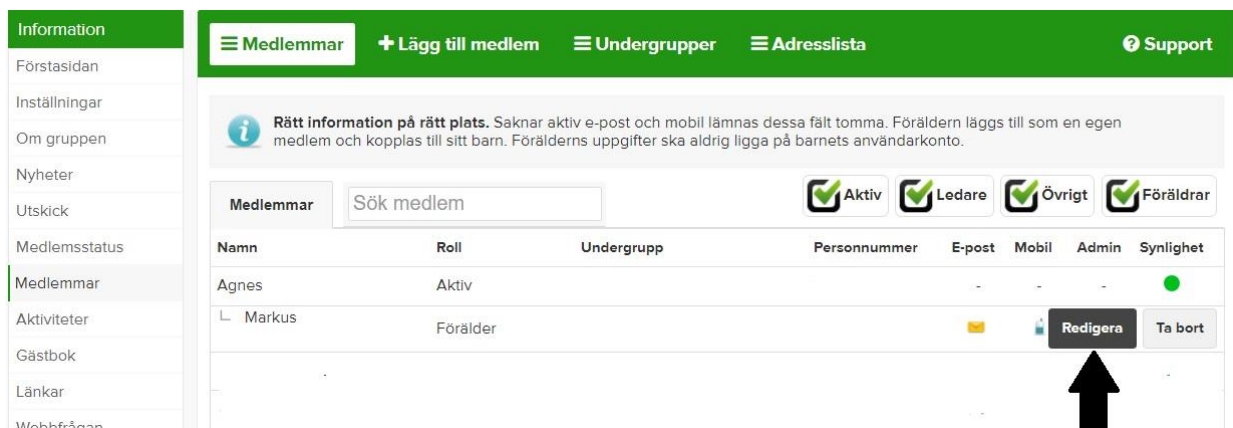 Information
Förstasidan
Inställningar
Om gruppen
Nyheter
Utskick
Medlemsstatus
Medlemmar
Aktiviteter
Gästbok
Länkar
Webbfrågan
Medlemmar + Lägg till medlem Undergrupper Adresslista ? Support
Rätt information på rätt plats. Saknar aktiv e-post och mobil lämnas dessa fält tomma. Föräldern läggs till som en egen
medlem och kopplas till sitt barn. Förälderns uppgifter ska aldrig ligga på barnets användarkonto.
Medlemmar Sök medlem Aktiv Ledare Övrigt Föräldrar
Namn Roll Undergrupp Personnummer E-post Mobil Admin Synlighet
Agnes Aktiv - - -
Markus Förälder Redigera Ta bort